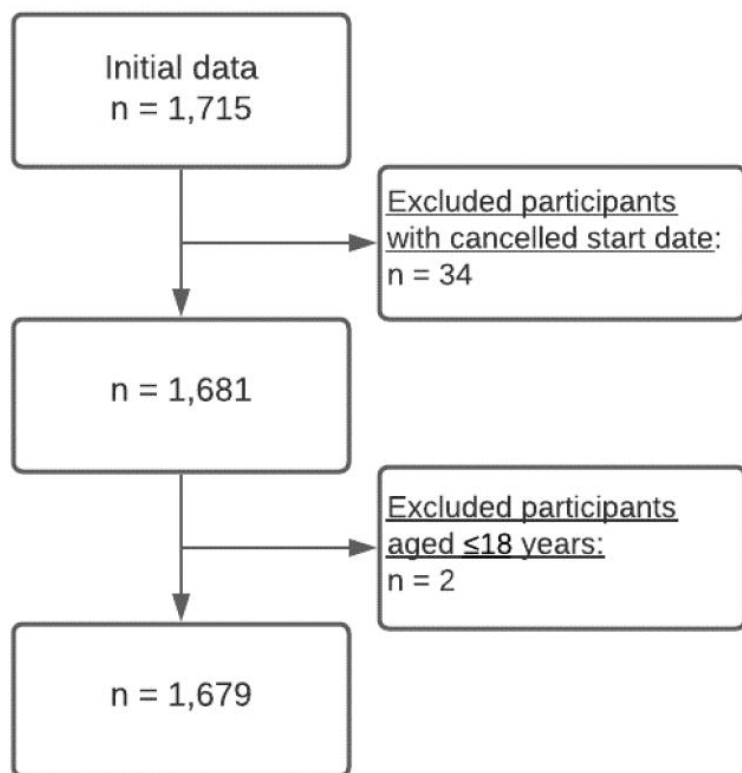 Initial data
n = 1,715
Excluded participants
with cancelled start date:
n = 34
n = 1,681
Excluded participants
aged ≤18 years:
n = 2
n = 1,679